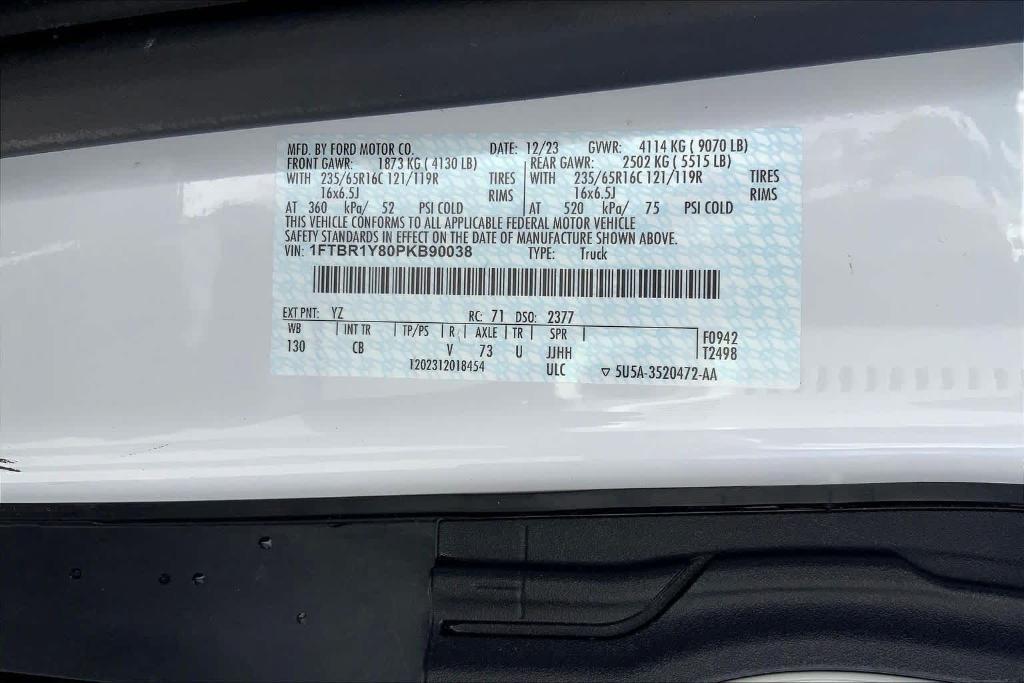 MFD. BY FORD MOTOR CO. DATE: 12/23 GVWR: 4114 KG ( 9070 LB)
FRONT GAWR: 1873 KG ( 4130 LB) REAR GAWR: 2502 KG ( 5515 LB)
WITH 235/65R16C 121/119R TIRES WITH 235/65R16C 121/119R TIRES
16x6.5J RIMS 16x6.5J RIMS
AT 360 kPa/ 52 PSI COLD AT 520 kPa/ 75 PSI COLD
THIS VEHICLE CONFORMS TO ALL APPLICABLE FEDERAL MOTOR VEHICLE
SAFETY STANDARDS IN EFFECT ON THE DATE OF MANUFACTURE SHOWN ABOVE.
VIN: 1FTBR1Y80PKB90038 TYPE: Truck
EXT PNT: YZ RC: 71 DSO: 2377
WB INT TR TP/PS R AXLE TR SPR F0942
130 CB V 73 U JJHH T2498
1202312018454 ULC ▽ 5U5A-3520472-AA